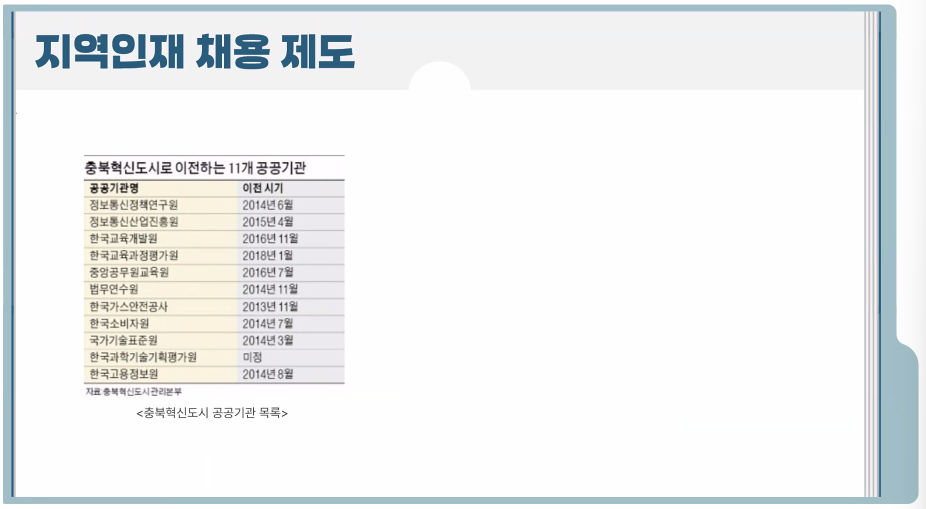 지역인재 채용 제도
충북혁신도시로 이전하는 11개 공공기관
공공기관명 이전 시기
정보통신정책연구원 2014년 6월
정보통신산업진흥원 2015년 4월
한국교육개발원 2016년 11월
한국교육과정평가원 2018년 1월
중앙공무원교육원 2016년 7월
법무연수원 2014년 11월
한국가스안전공사 2013년 11월
한국소비자원 2014년 7월
국가기술표준원 2014년 3월
한국과학기술기획평가원 미정
한국고용정보원 2014년 8월
자료:충북혁신도시관리본부
<충북혁신도시 공공기관 목록>